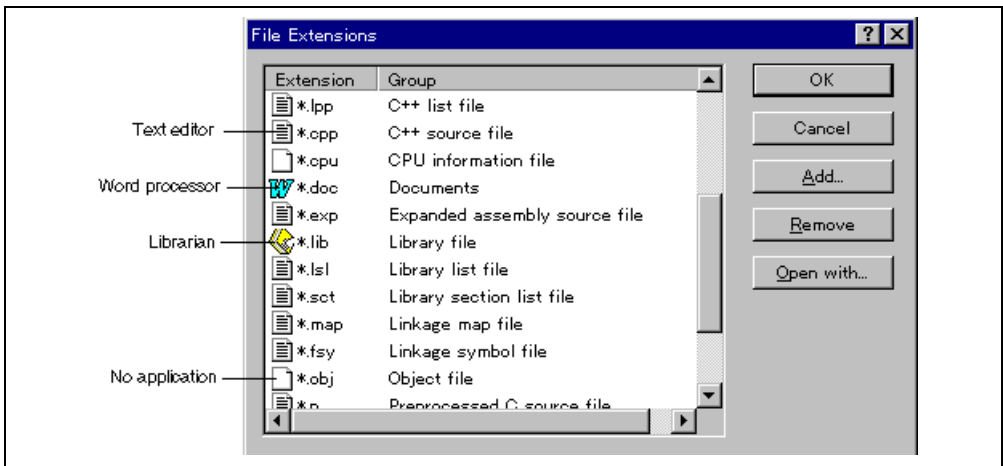 File Extensions
Extension Group
*.lpp C++ list file
Text editor *.cpp C++ source file
*.cpu CPU information file
Word processor *.doc Documents
*.exp Expanded assembly source file
Librarian *.lib Library file
*.lsl Library list file
*.sct Library section list file
*.map Linkage map file
*.fsy Linkage symbol file
No application *.obj Object file
*.p Preprocessed C source file
OK
Cancel
Add...
Remove
Open with...